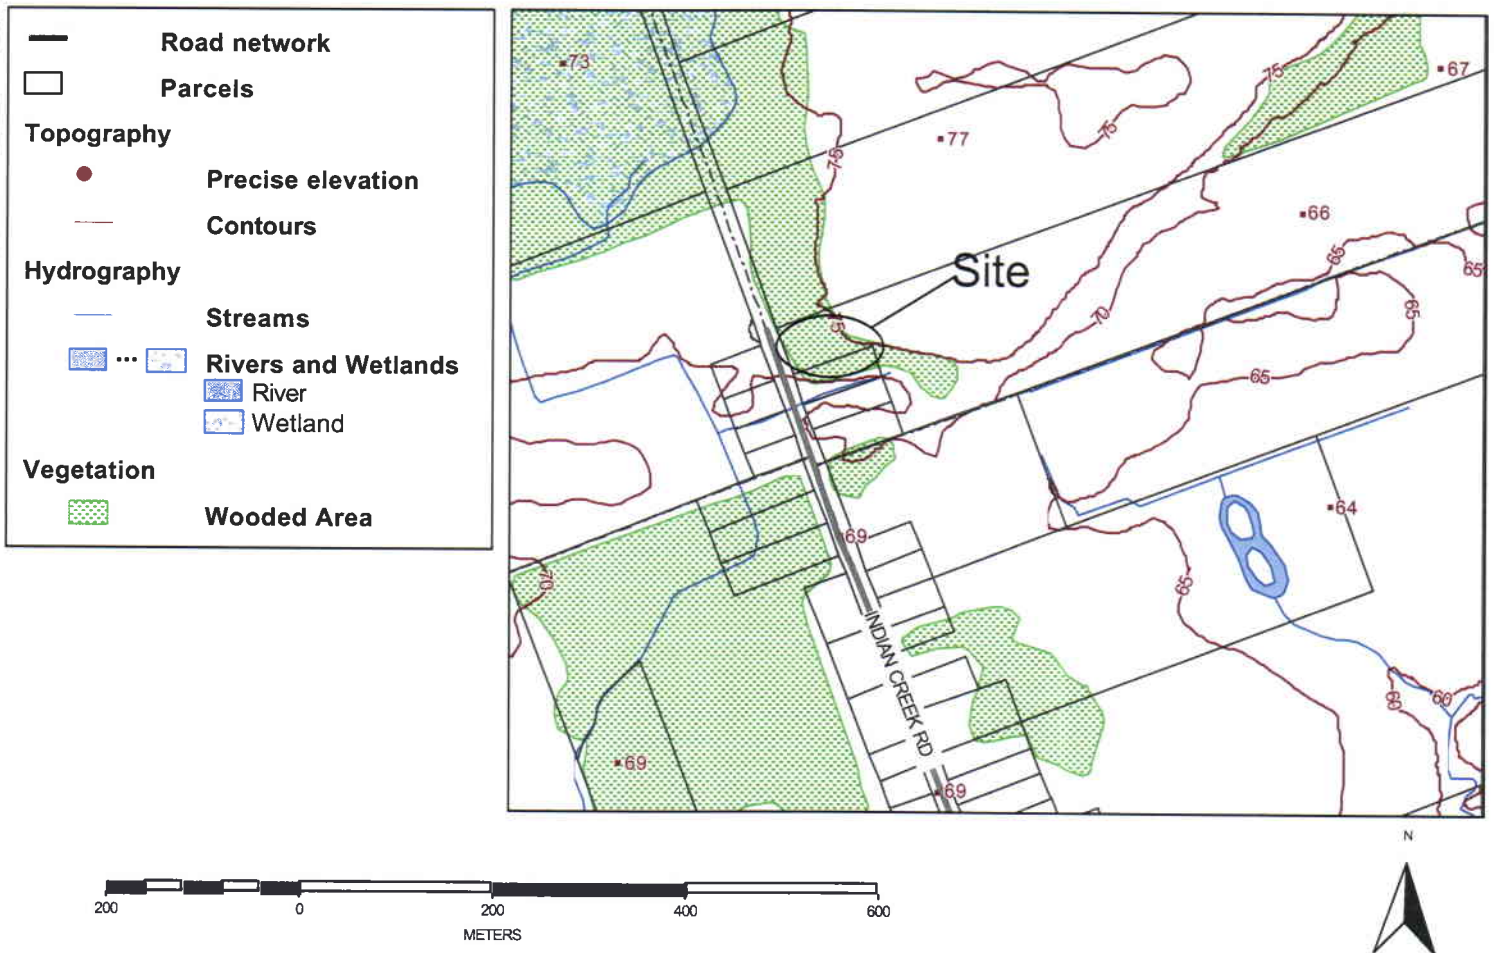 Road network
Parcels
Topography
Precise elevation
Contours
Hydrography
Streams
... Rivers and Wetlands
River
Wetland
Vegetation
Wooded Area
73
75
77
75
75
67
66
Site
75
70
65
65
65
65
64
69
70
65
INDIAN CREEK RD
60
60
69
69
200 0 200 400 600
METERS
N